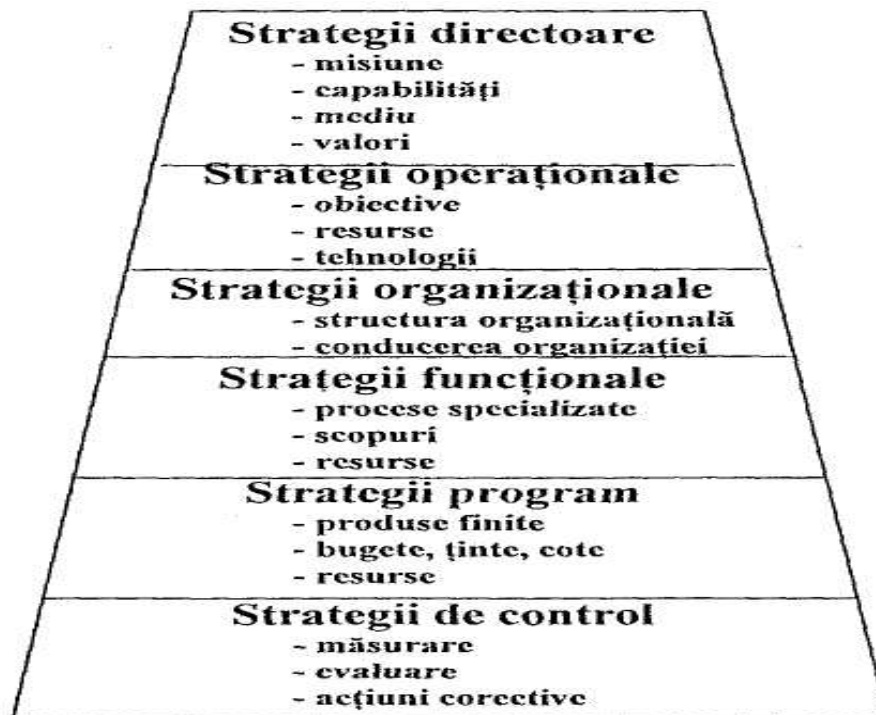 Strategii directoare
- misiune
- capabilități
- mediu
- valori
Strategii operaționale
- obiective
- resurse
- tehnologii
Strategii organizaționale
- structura organizațională
- conducerea organizației
Strategii funcționale
- procese specializate
- scopuri
- resurse
Strategii program
- produse finite
- bugete, ținte, cote
- resurse
Strategii de control
- măsurare
- evaluare
- acțiuni corective